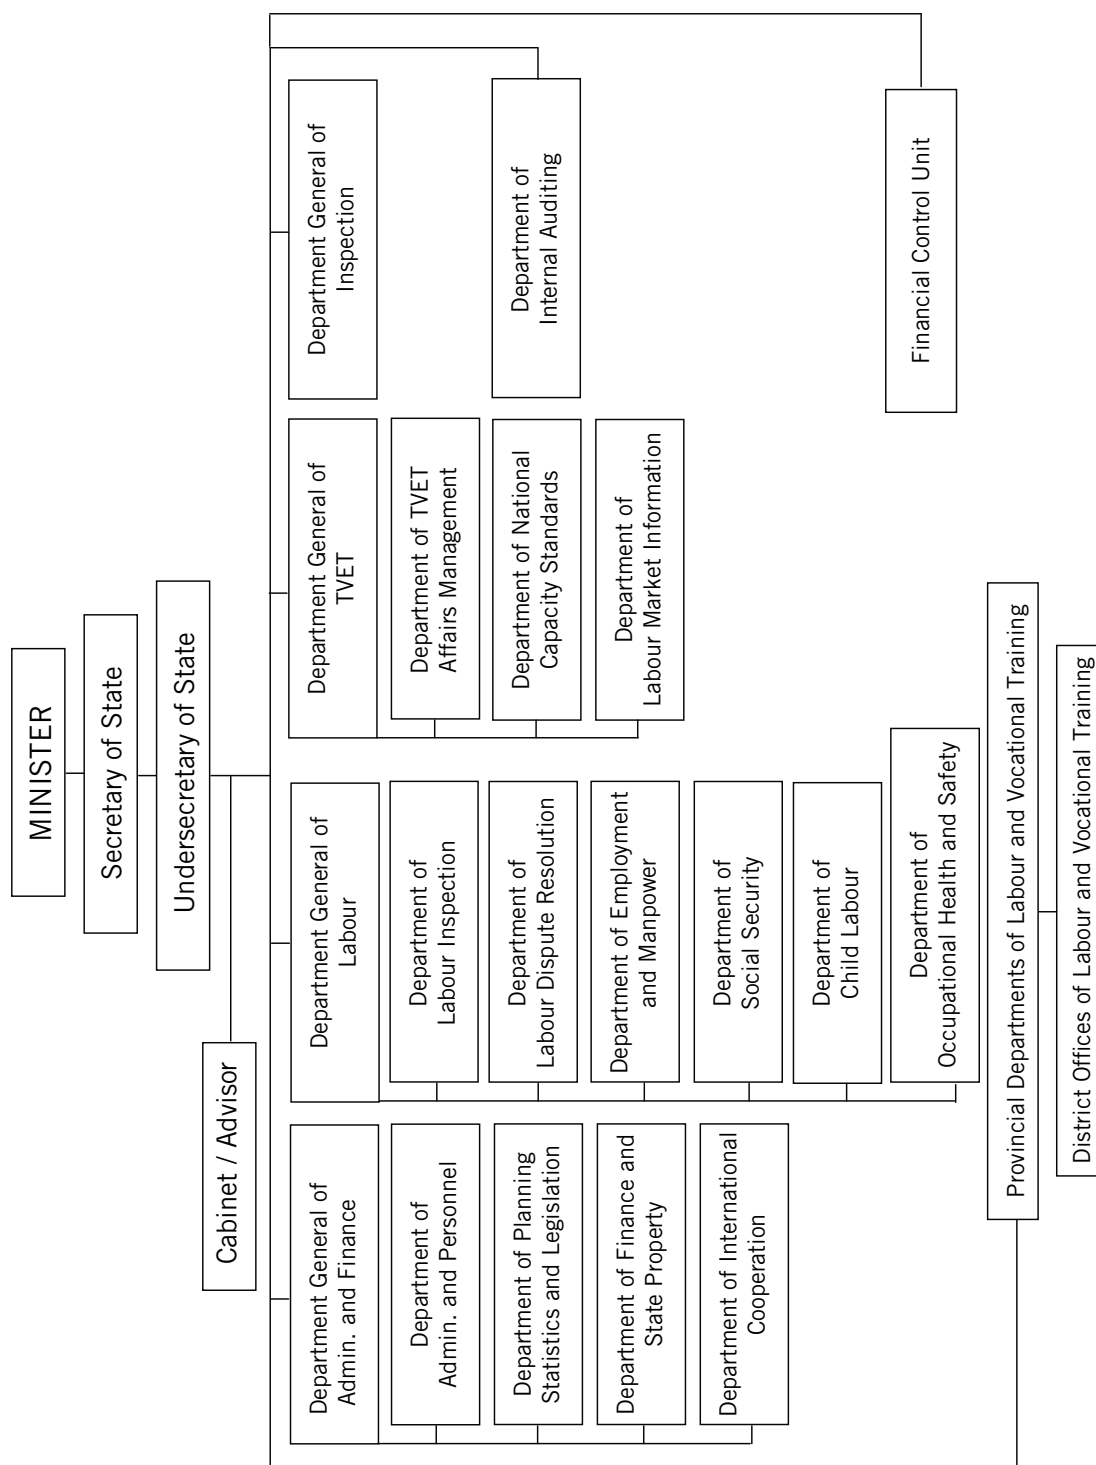 MINISTER
Secretary of State
Undersecretary of State
Cabinet / Advisor
Department General of
Admin. and Finance
Department of
Admin. and Personnel
Department of Planning
Statistics and Legislation
Department of Finance and
State Property
Department of International
Cooperation
Department General of
Labour
Department of
Labour Inspection
Department of
Labour Dispute Resolution
Department of Employment
and Manpower
Department of
Social Security
Department of
Child Labour
Department of
Occupational Health and Safety
Department General of
TVET
Department of TVET
Affairs Management
Department of National
Capacity Standards
Department of
Labour Market Information
Department General of
Inspection
Department of
Internal Auditing
Financial Control Unit
Provincial Departments of Labour and Vocational Training
District Offices of Labour and Vocational Training